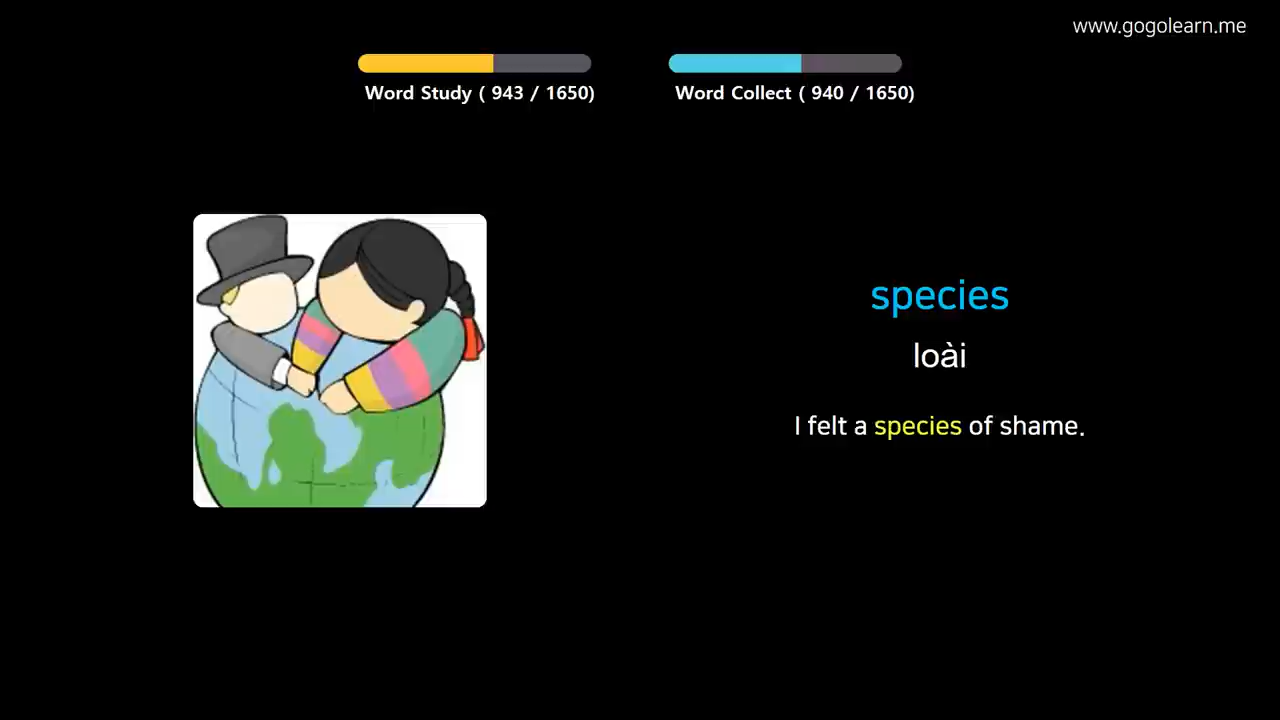 www.gogolearn.me
Word Study ( 943 / 1650)
Word Collect ( 940 / 1650)
species
loài
I felt a species of shame.